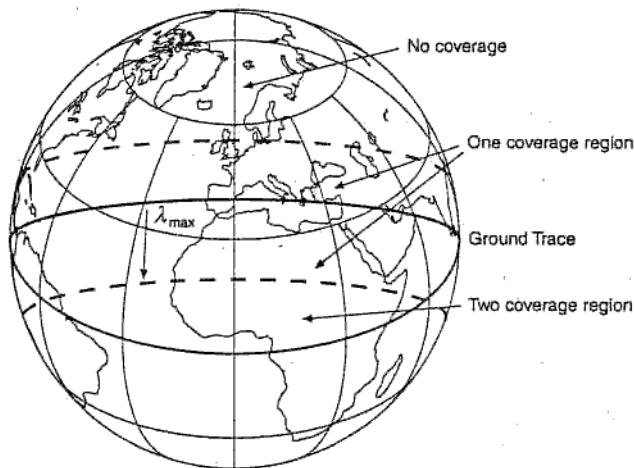 No coverage
One coverage region
λmax
Ground Trace
Two coverage region